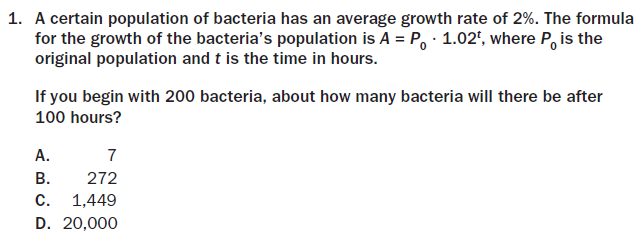 1. A certain population of bacteria has an average growth rate of 2%. The formula
for the growth of the bacteria's population is A = P₀ · 1.02ᵗ, where P₀ is the
original population and t is the time in hours.
If you begin with 200 bacteria, about how many bacteria will there be after
100 hours?
A. 7
B. 272
C. 1,449
D. 20,000